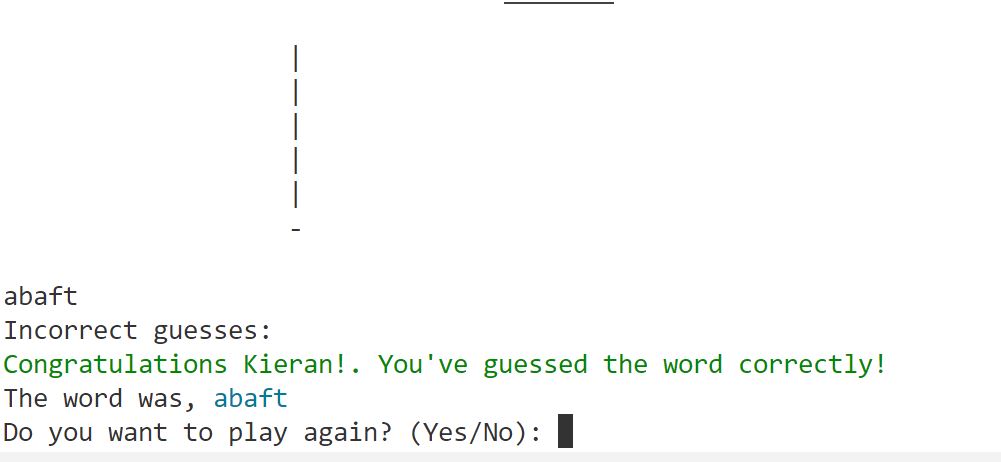 |
|
|
|
|
-
abaft
Incorrect guesses:
Congratulations Kieran!. You've guessed the word correctly!
The word was, abaft
Do you want to play again? (Yes/No):